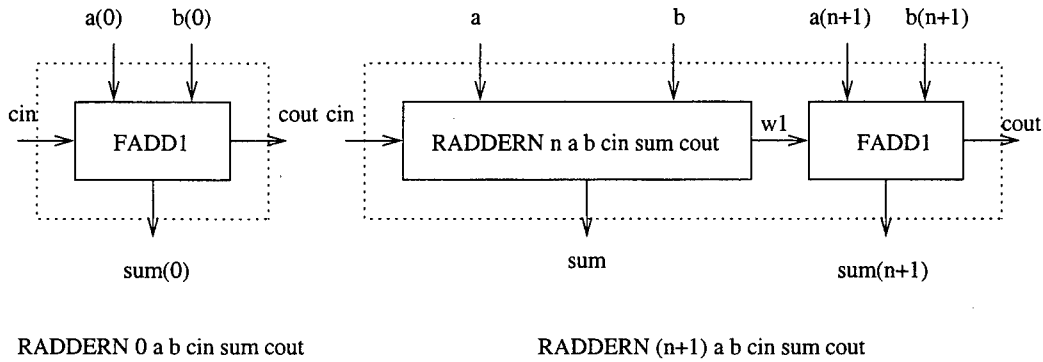 a(0) b(0) a b a(n+1) b(n+1)
cin FADD1 cout cin RADDERN n a b cin sum cout w1 FADD1 cout
sum(0) sum sum(n+1)
RADDERN 0 a b cin sum cout RADDERN (n+1) a b cin sum cout